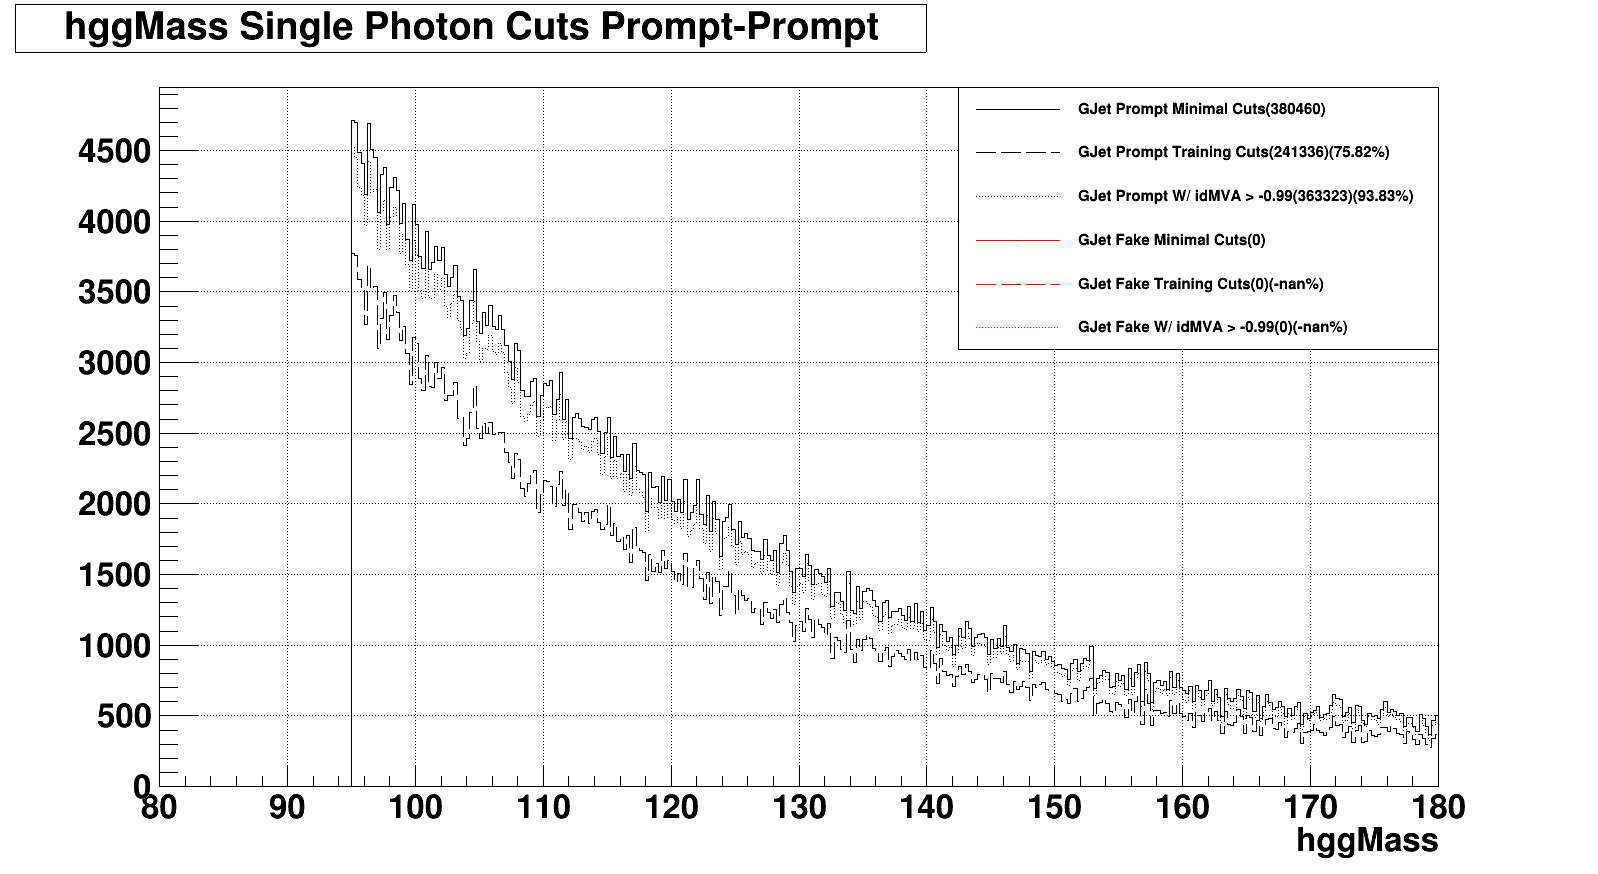 hggMass Single Photon Cuts Prompt-Prompt
GJet Prompt Minimal Cuts(380460)
GJet Prompt Training Cuts(241336)(75.82%)
GJet Prompt W/ idMVA > -0.99(363323)(93.83%)
GJet Fake Minimal Cuts(0)
GJet Fake Training Cuts(0)(-nan%)
GJet Fake W/ idMVA > -0.99(0)(-nan%)
4500
4000
3500
3000
2500
2000
1500
1000
500
0
80 90 100 110 120 130 140 150 160 170 180
hggMass